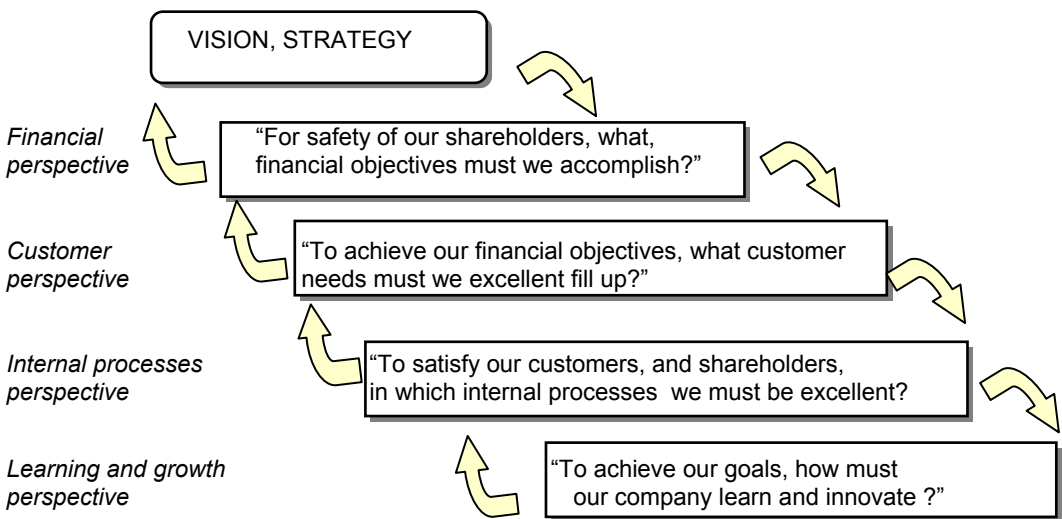 VISION, STRATEGY
Financial
perspective
“For safety of our shareholders, what,
financial objectives must we accomplish?”
Customer
perspective
“To achieve our financial objectives, what customer
needs must we excellent fill up?”
Internal processes
perspective
“To satisfy our customers, and shareholders,
in which internal processes we must be excellent?
Learning and growth
perspective
“To achieve our goals, how must
our company learn and innovate ?”